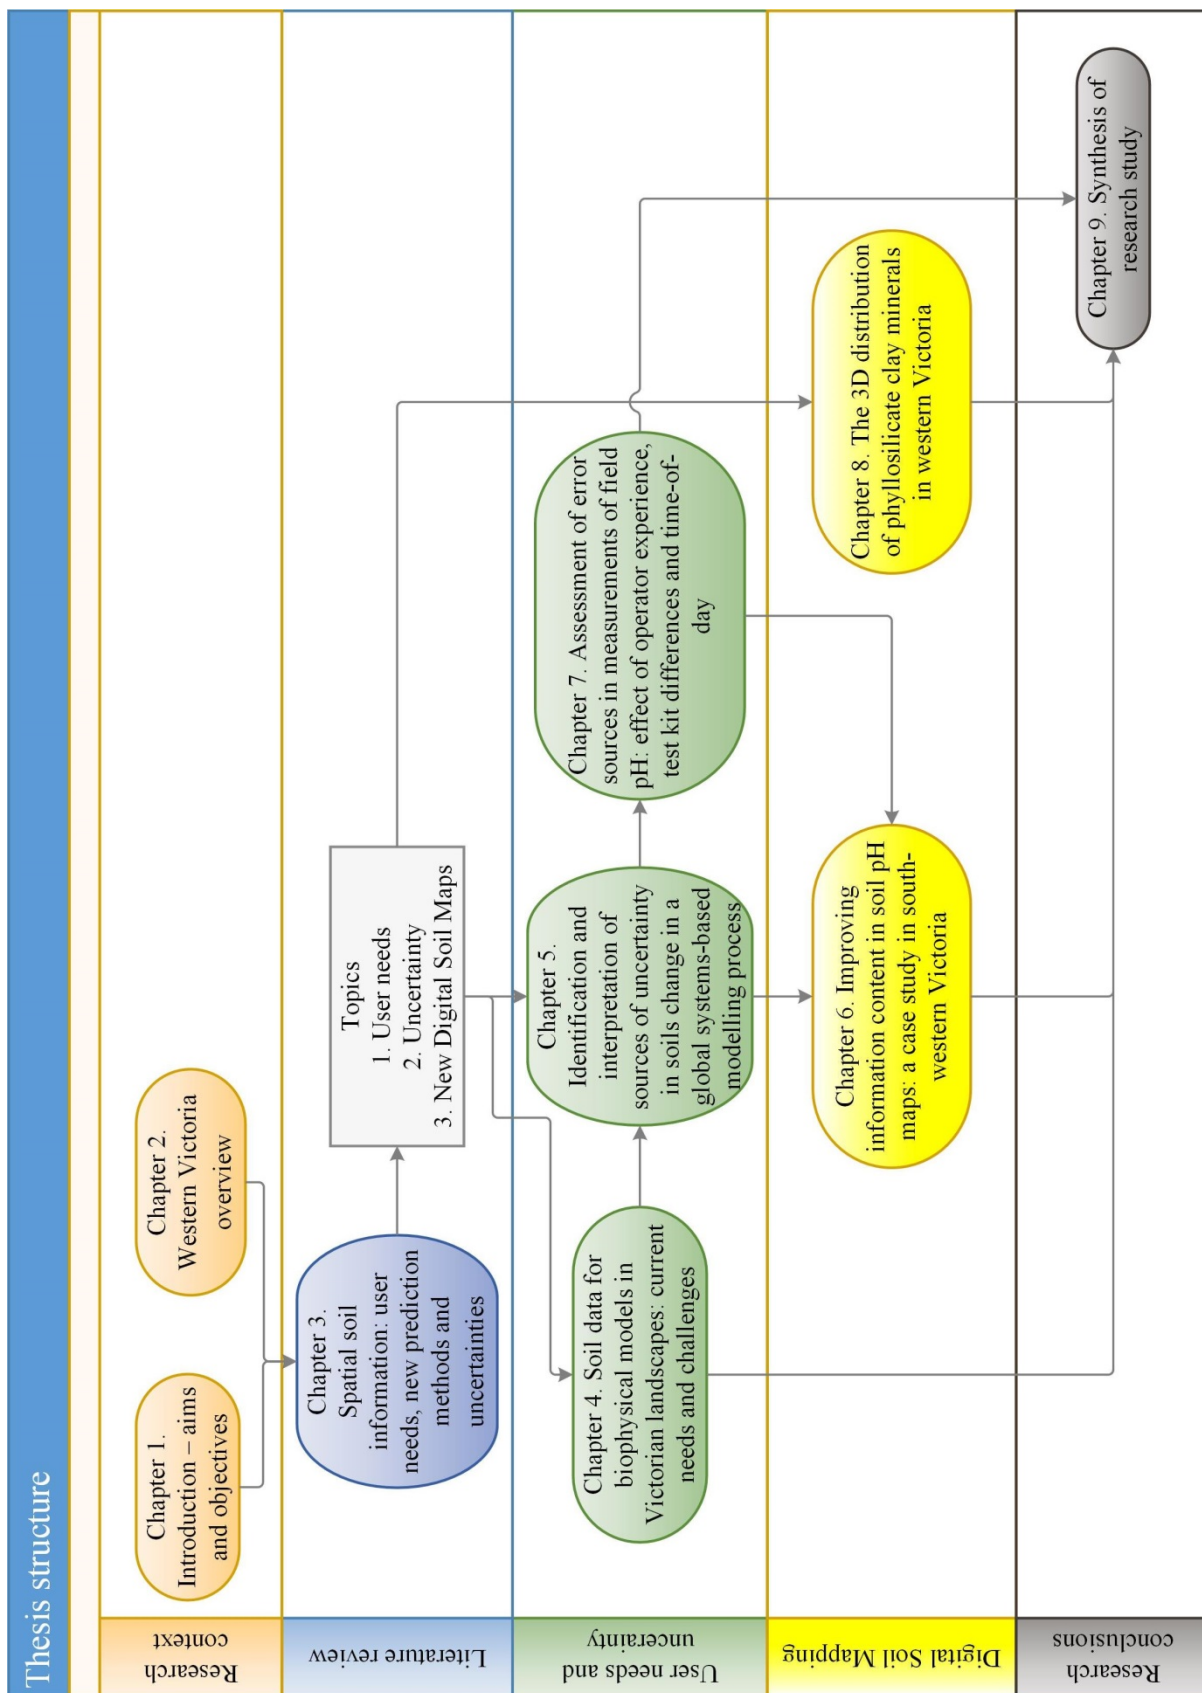 Thesis structure
Research
context
Chapter 1.
Introduction – aims
and objectives
Chapter 2.
Western Victoria
overview
Literature review
Chapter 3.
Spatial soil
information: user
needs, new prediction
methods and
uncertainties
Topics
1. User needs
2. Uncertainty
3. New Digital Soil Maps
User needs and
uncertainty
Chapter 4. Soil data for
biophysical models in
Victorian landscapes: current
needs and challenges
Chapter 5.
Identification and
interpretation of
sources of uncertainty
in soils change in a
global systems-based
modelling process
Chapter 7. Assessment of error
sources in measurements of field
pH: effect of operator experience,
test kit differences and time-of-
day
Digital Soil Mapping
Chapter 6. Improving
information content in soil pH
maps: a case study in south-
western Victoria
Chapter 8. The 3D distribution
of phyllosilicate clay minerals
in western Victoria
Research
conclusions
Chapter 9. Synthesis of
research study